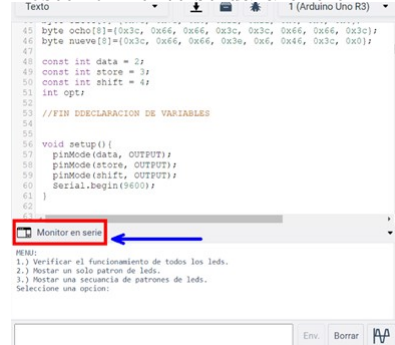 Texto
1 (Arduino Uno R3)
45 byte ocho[8]={0x3c, 0x66, 0x66, 0x3c, 0x3c, 0x66, 0x66, 0x3c};
46 byte nueve[8]={0x3c, 0x66, 0x66, 0x3e, 0x6, 0x46, 0x3c, 0x0};
47
48 const int data = 2;
49 const int store = 3;
50 const int shift = 4;
51 int opt;
52
53 //FIN DDECLARACION DE VARIABLES
54
55
56 void setup(){
57 pinMode(data, OUTPUT);
58 pinMode(store, OUTPUT);
59 pinMode(shift, OUTPUT);
60 Serial.begin(9600);
61 }
62
63
Monitor en serie
MENU:
1.) Verificar el funcionamiento de todos los leds.
2.) Mostar un solo patron de leds.
3.) Mostar una secuancia de patrones de leds.
Seleccione una opcion:
Env. Borrar